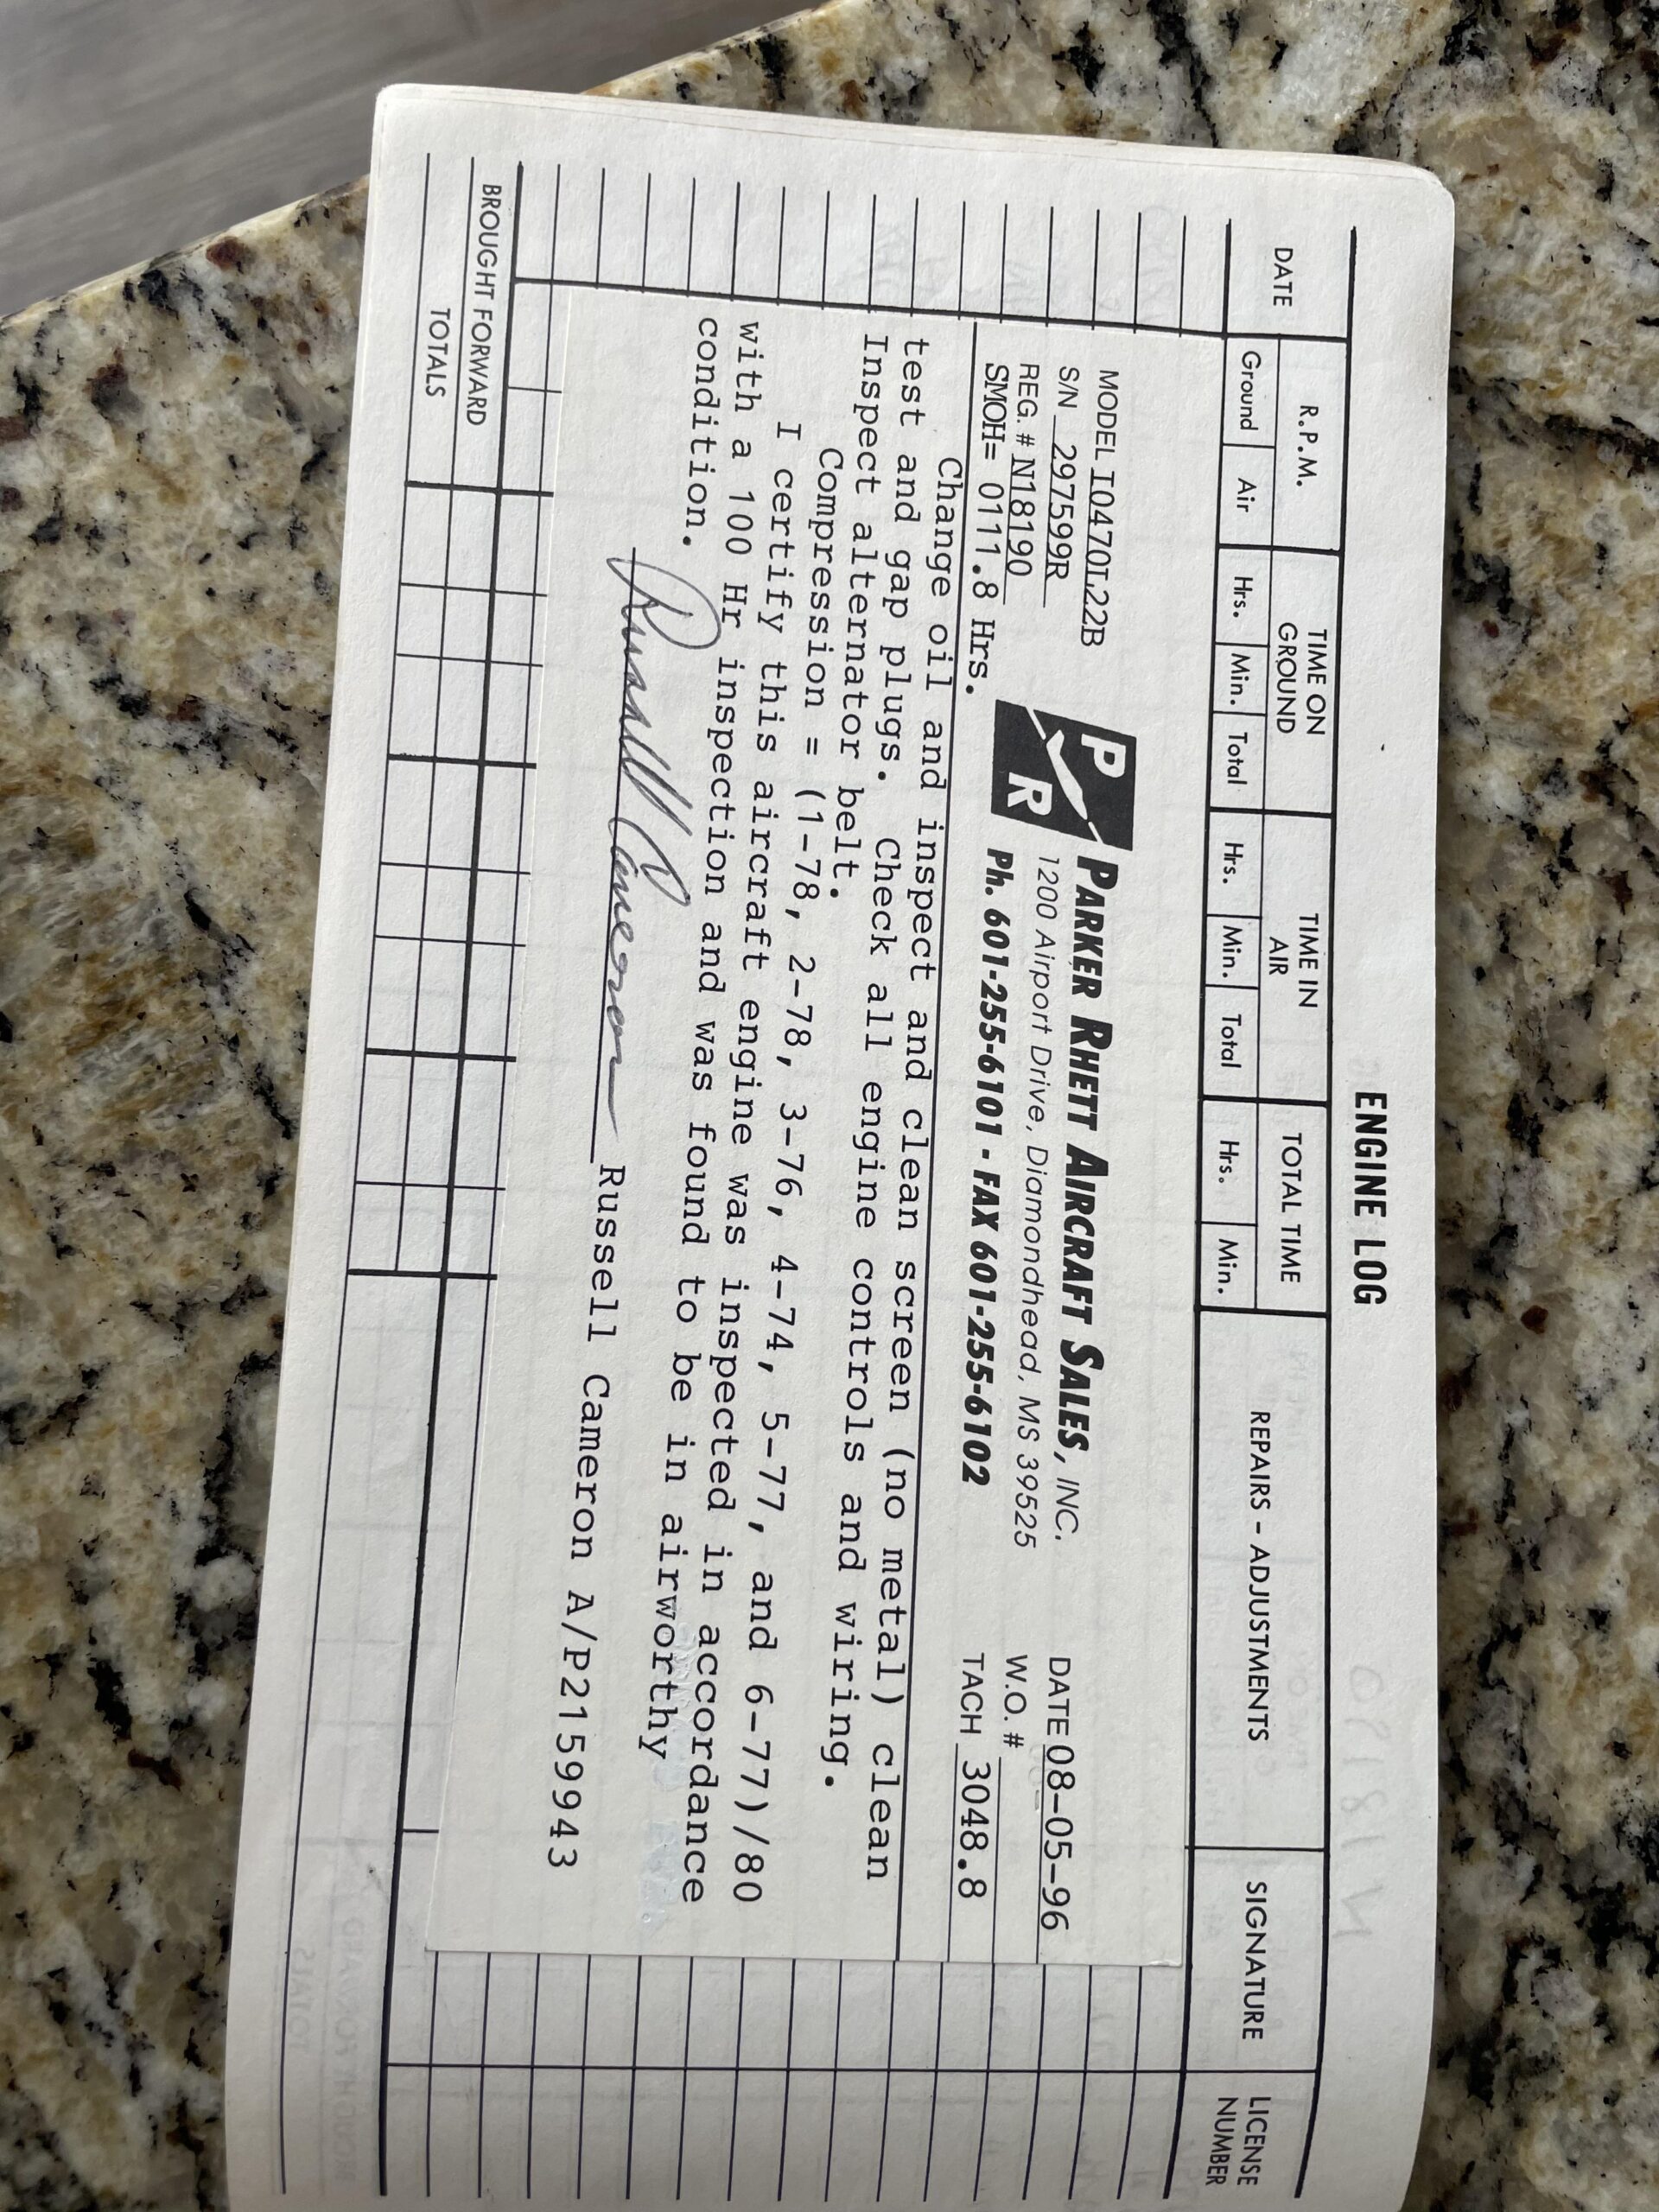 ENGINE LOG
DATE R.P.M. TIME ON GROUND TIME IN AIR TOTAL TIME REPAIRS – ADJUSTMENTS SIGNATURE LICENSE NUMBER
Ground Air Hrs. Min. Total Hrs. Min. Total Hrs. Min.
MODEL IO470L22B PARKER RHETT AIRCRAFT SALES, INC. DATE 08-05-96
S/N 297599R 1200 Airport Drive, Diamondhead, MS 39525 W.O. #
REG. # N18190 P R Ph. 601-255-6101 - FAX 601-255-6102 TACH 3048.8
SMOH= 0111.8 Hrs.
Change oil and inspect and clean screen (no metal) clean
test and gap plugs. Check all engine controls and wiring.
Inspect alternator belt.
Compression = (1-78, 2-78, 3-76, 4-74, 5-77, and 6-77)/80
I certify this aircraft engine was inspected in accordance
with a 100 Hr inspection and was found to be in airworthy
condition.
Russell Cameron Russell Cameron A/P2159943
BROUGHT FORWARD
TOTALS